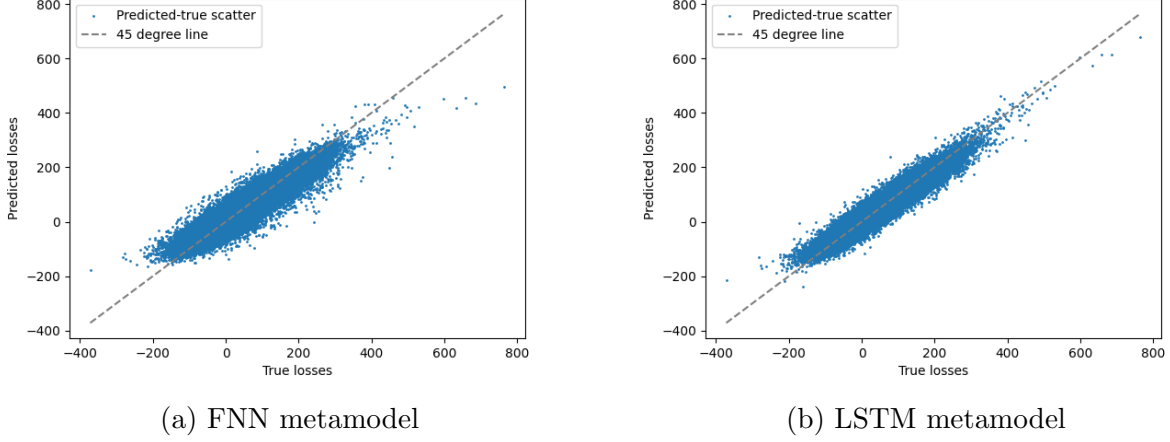 Predicted-true scatter
45 degree line
800
600
400
200
0
−200
−400
Predicted losses
−400 −200 0 200 400 600 800
True losses
(a) FNN metamodel
Predicted-true scatter
45 degree line
800
600
400
200
0
−200
−400
Predicted losses
−400 −200 0 200 400 600 800
True losses
(b) LSTM metamodel